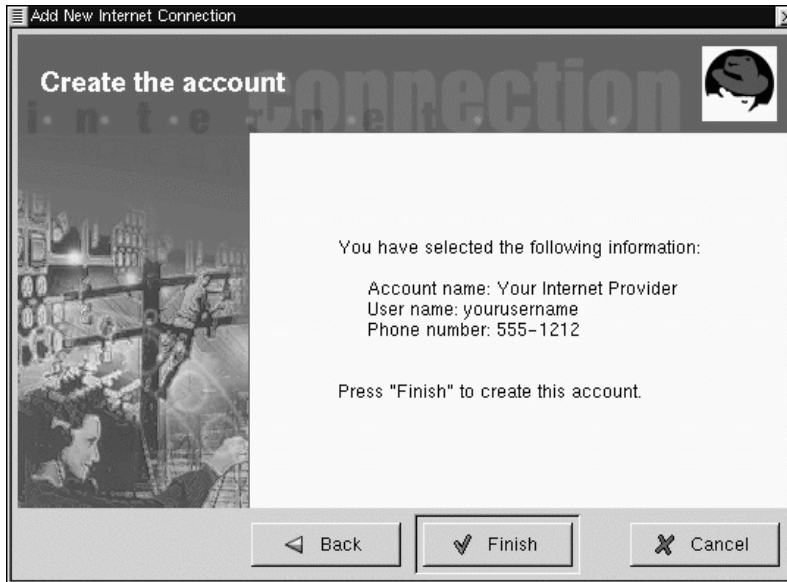 Add New Internet Connection
Create the account
internet connection
You have selected the following information:
Account name: Your Internet Provider
User name: yourusername
Phone number: 555-1212
Press "Finish" to create this account.
Back
Finish
Cancel